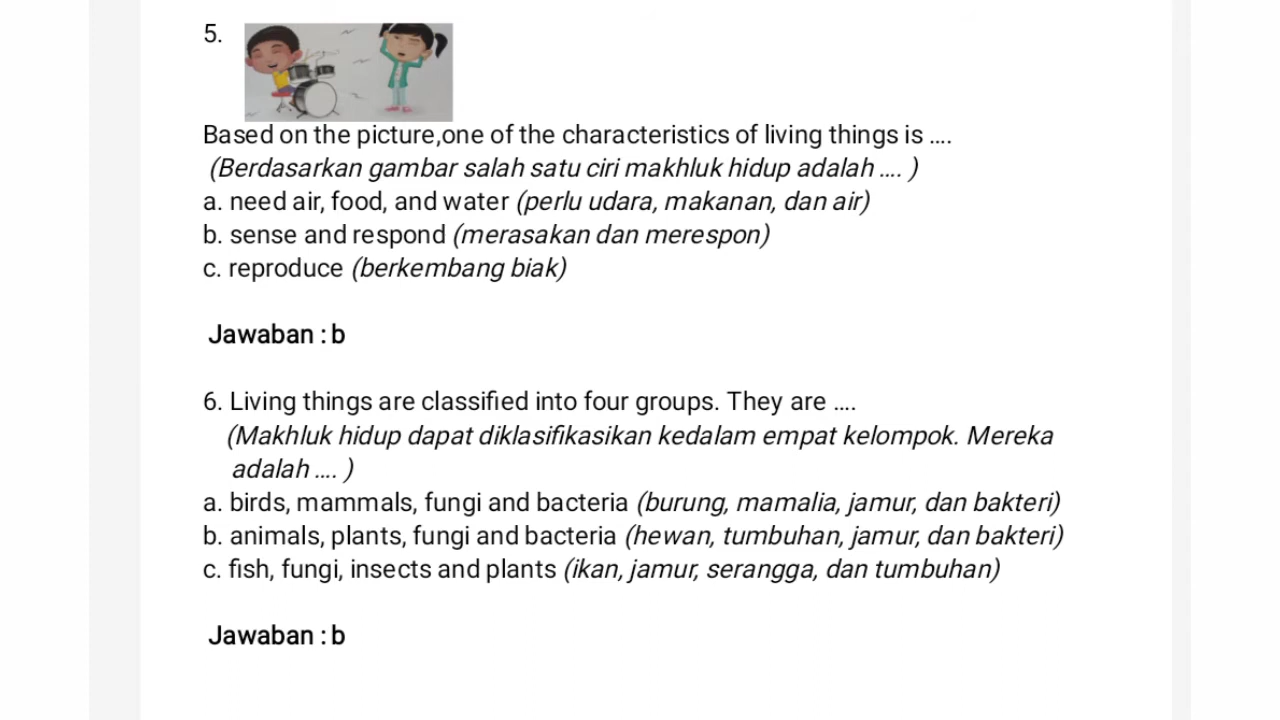 5.
Based on the picture,one of the characteristics of living things is ....
(Berdasarkan gambar salah satu ciri makhluk hidup adalah .... )
a. need air, food, and water (perlu udara, makanan, dan air)
b. sense and respond (merasakan dan merespon)
c. reproduce (berkembang biak)
Jawaban : b
6. Living things are classified into four groups. They are ....
(Makhluk hidup dapat diklasifikasikan kedalam empat kelompok. Mereka
adalah .... )
a. birds, mammals, fungi and bacteria (burung, mamalia, jamur, dan bakteri)
b. animals, plants, fungi and bacteria (hewan, tumbuhan, jamur, dan bakteri)
c. fish, fungi, insects and plants (ikan, jamur, serangga, dan tumbuhan)
Jawaban : b